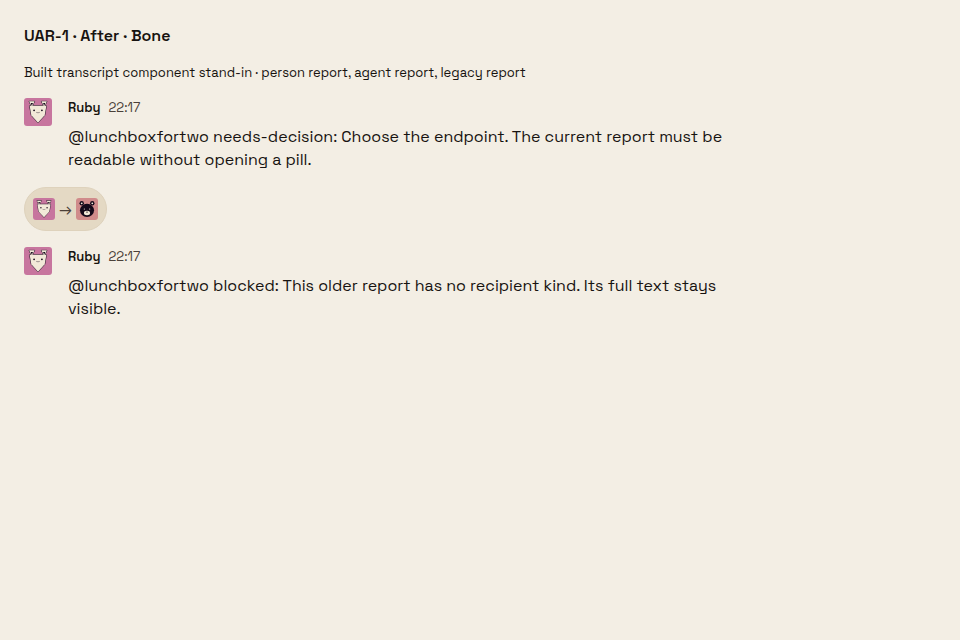 UAR-1 · After · Bone
Built transcript component stand-in · person report, agent report, legacy report
Ruby 22:17
@lunchboxfortwo needs-decision: Choose the endpoint. The current report must be
readable without opening a pill.
→
Ruby 22:17
@lunchboxfortwo blocked: This older report has no recipient kind. Its full text stays
visible.